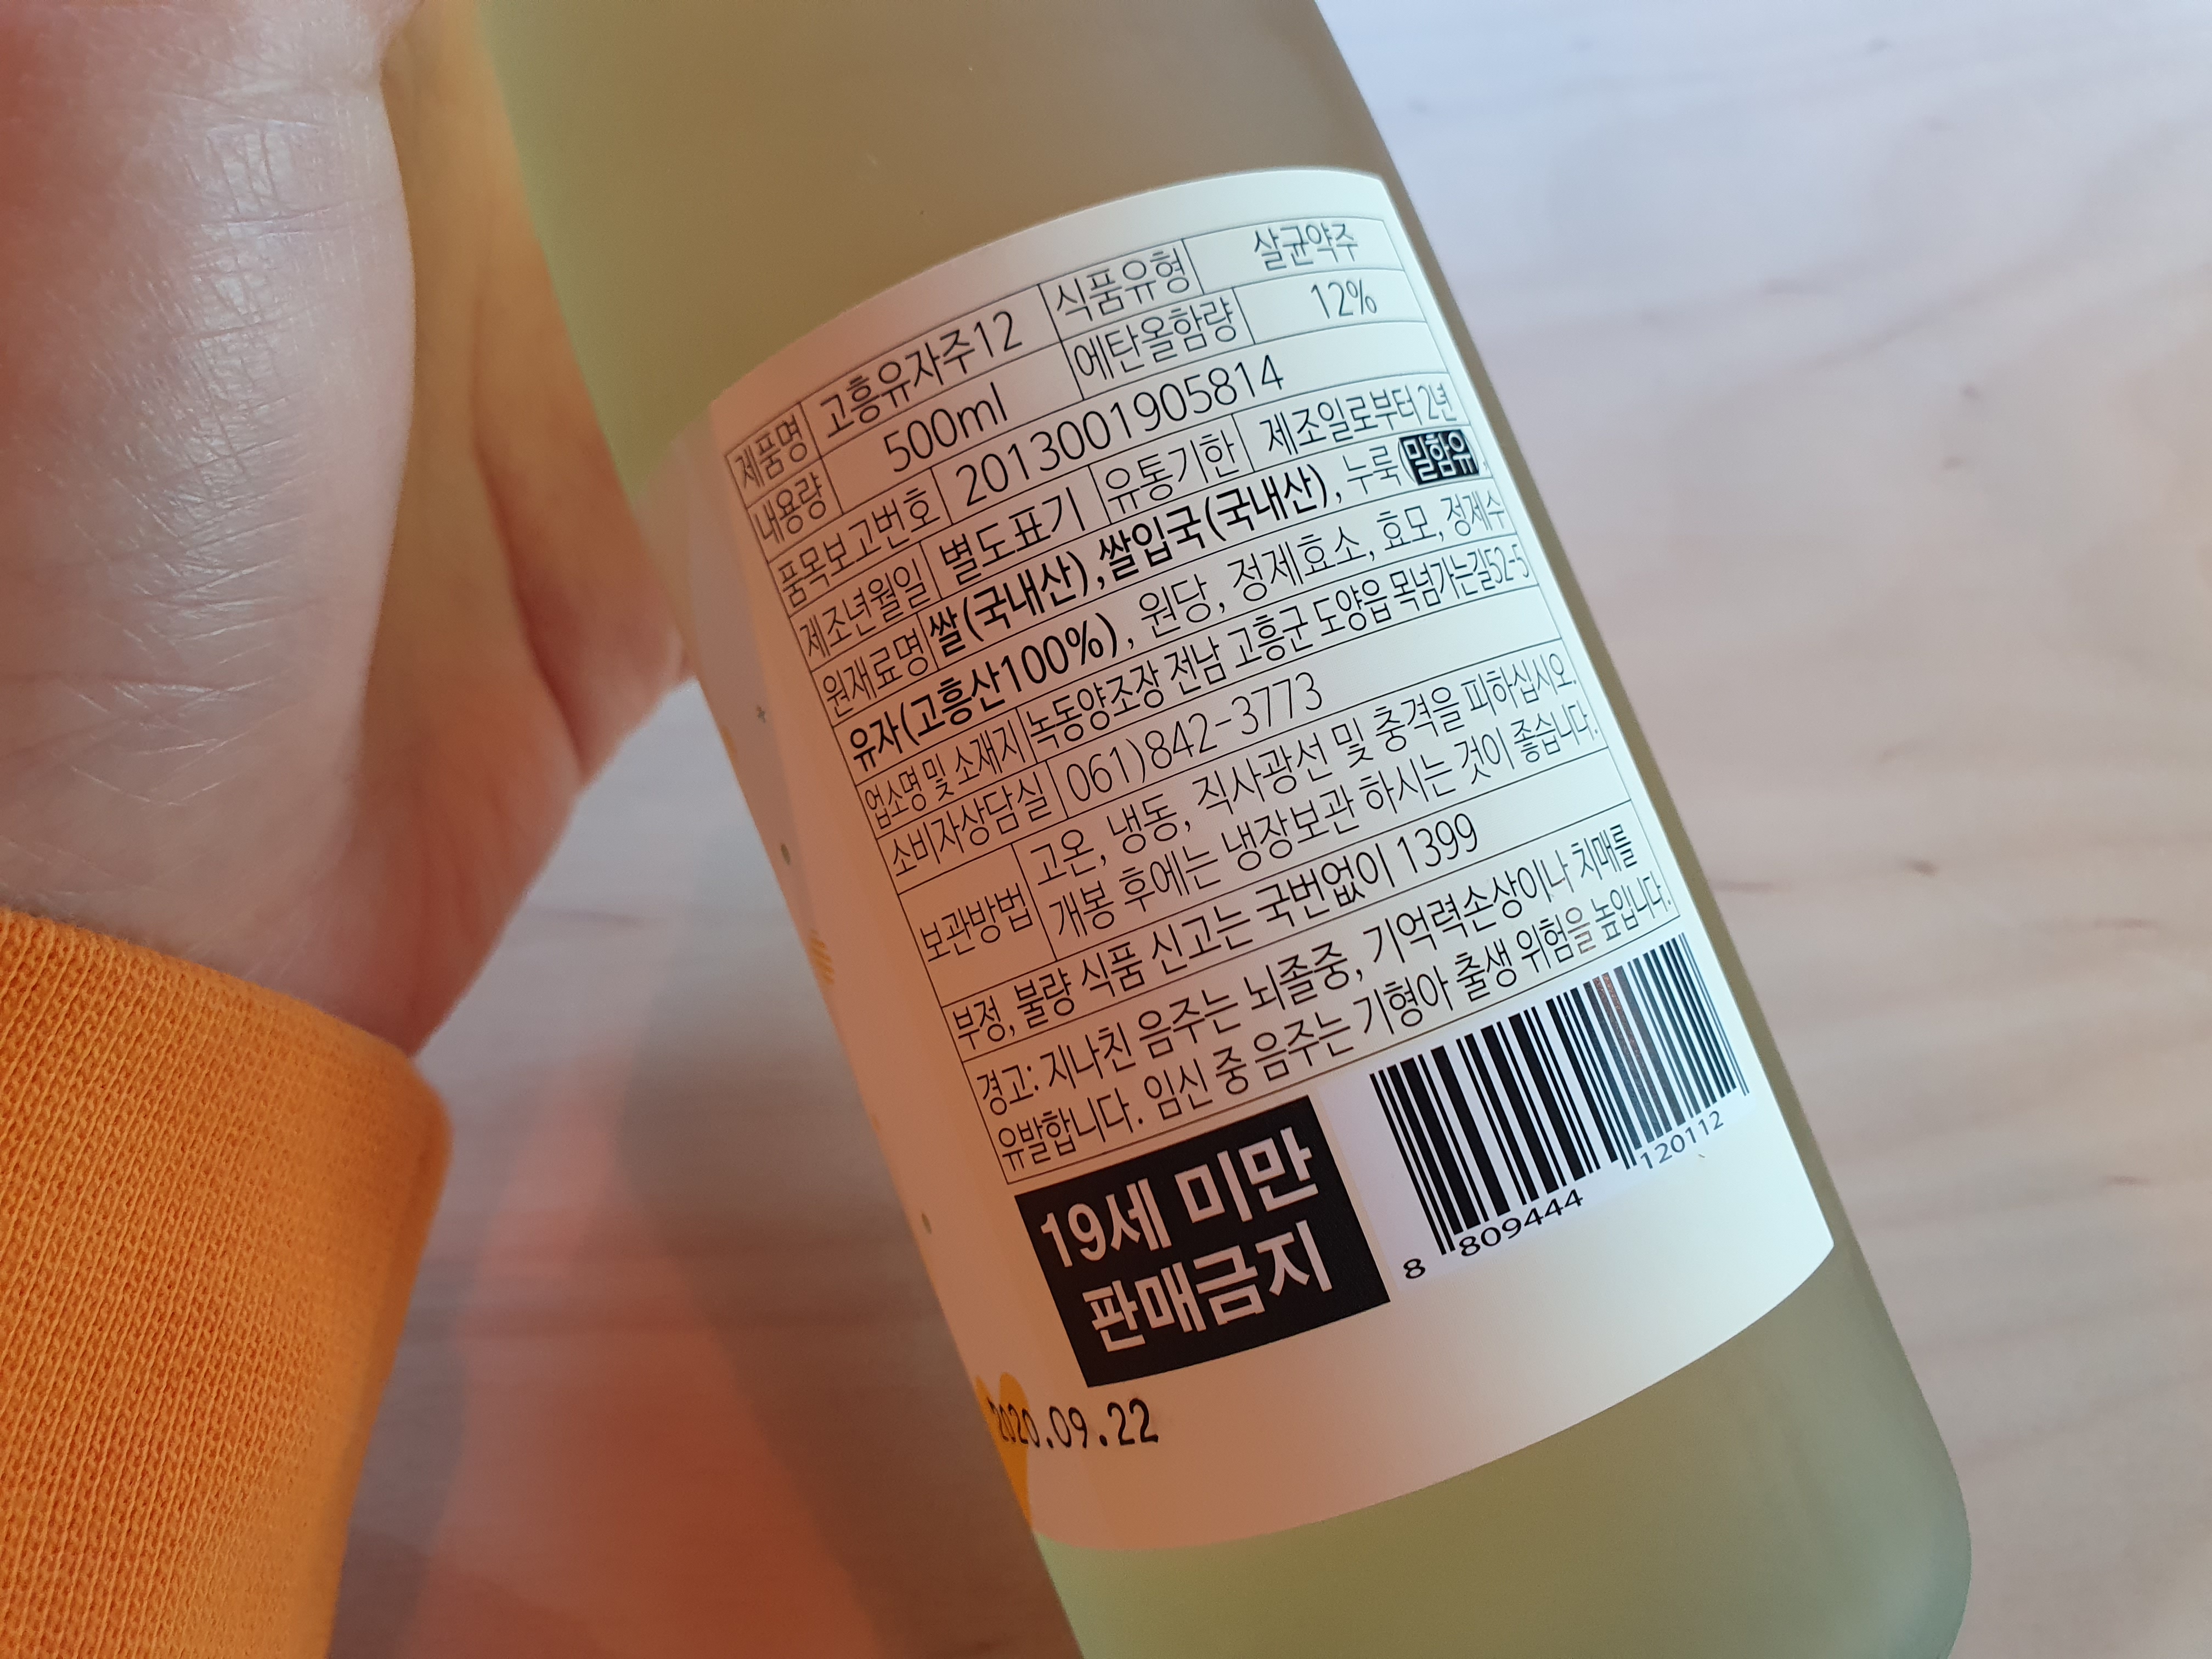 제품명 고흥유자주12 식품유형 살균약주
내용량 500ml 에탄올함량 12%
품목보고번호 2013001905814
제조년월일 별도표기 유통기한 제조일로부터 2년
원재료명 쌀(국내산),쌀입국(국내산), 누룩(밀함유),
유자(고흥산100%), 원당, 정제효소, 효모, 정제수
업소명 및 소재지 녹동양조장 전남 고흥군 도양읍 목넘가는길52-5
소비자상담실 061)842-3773
보관방법 고온, 냉동, 직사광선 및 충격을 피하십시오.
개봉 후에는 냉장보관 하시는 것이 좋습니다.
부정, 불량 식품 신고는 국번없이 1399
경고: 지나친 음주는 뇌졸중, 기억력손상이나 치매를
유발합니다. 임신 중 음주는 기형아 출생 위험을 높입니다.
19세 미만
판매금지
8 809444 120112
2020.09.22